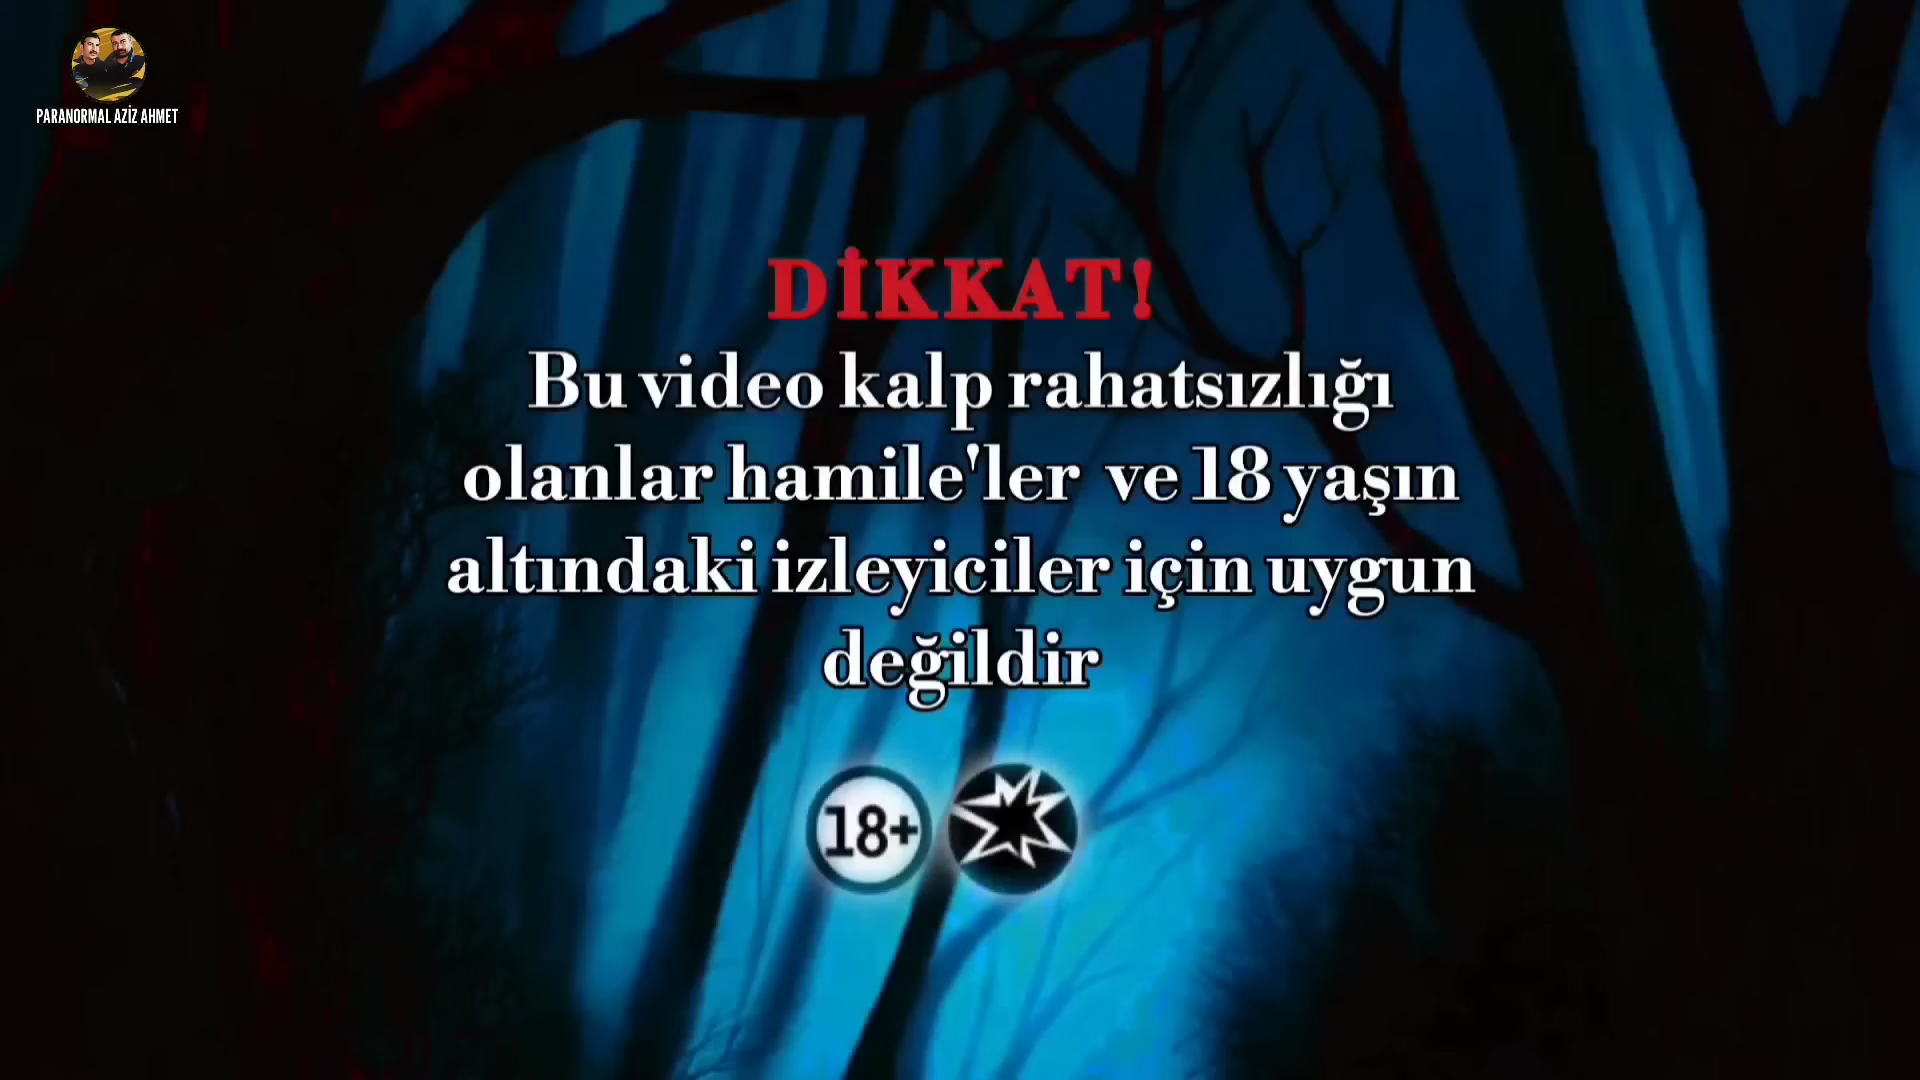 PARANORMAL AZİZ AHMET
DİKKAT!
Bu video kalp rahatsızlığı
olanlar hamile'ler ve 18 yaşın
altındaki izleyiciler için uygun
değildir
18+